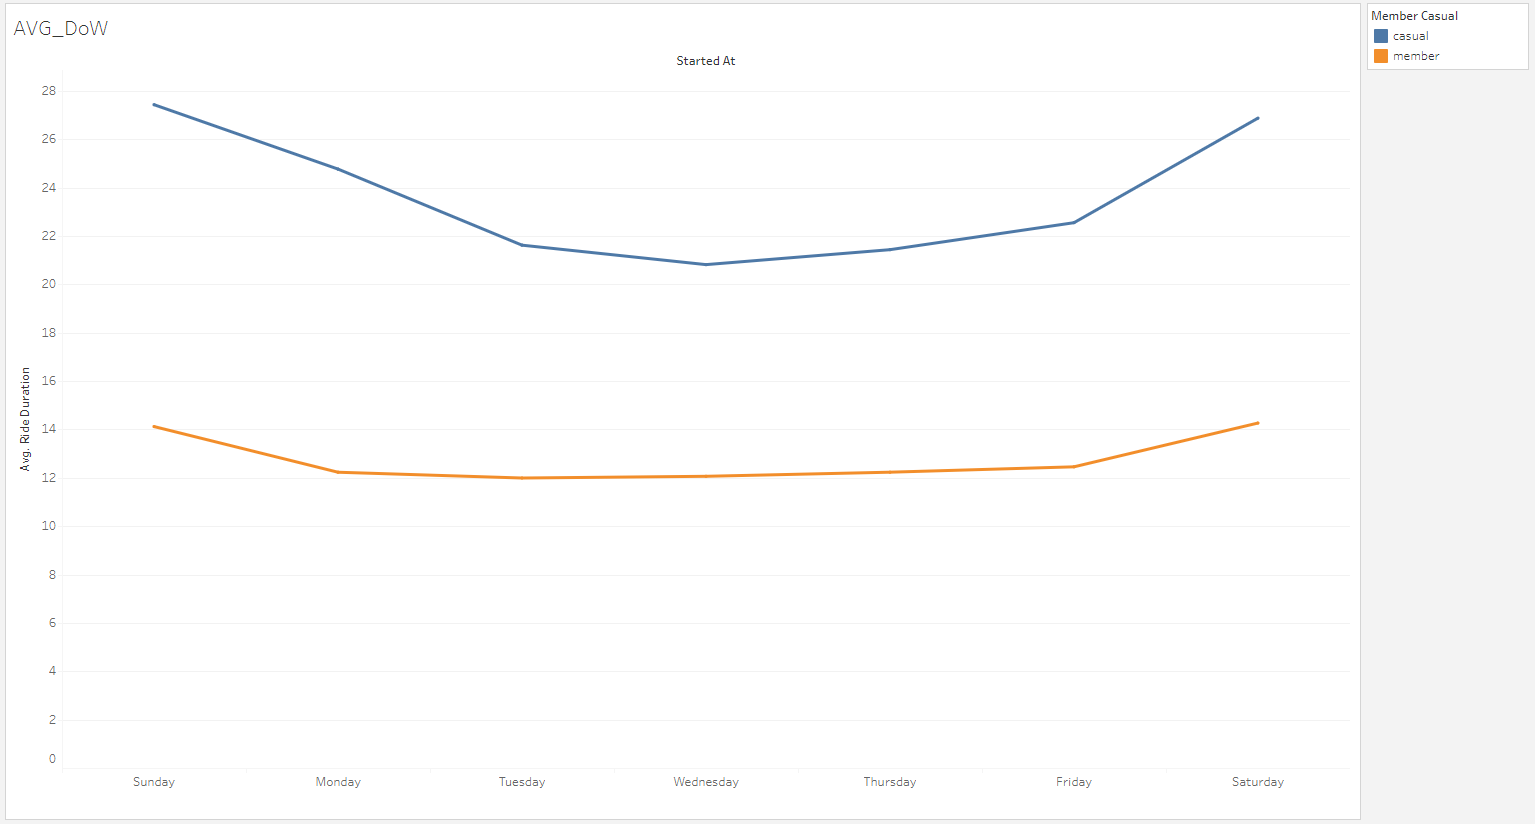 AVG_DoW
Started At
Avg. Ride Duration
28
26
24
22
20
18
16
14
12
10
8
6
4
2
0
Sunday Monday Tuesday Wednesday Thursday Friday Saturday
Member Casual
casual
member